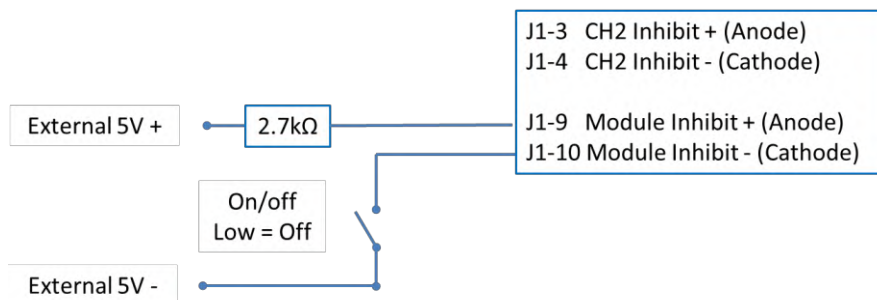 J1-3 CH2 Inhibit + (Anode)
J1-4 CH2 Inhibit - (Cathode)
External 5V +
2.7kΩ
J1-9 Module Inhibit + (Anode)
J1-10 Module Inhibit - (Cathode)
On/off
Low = Off
External 5V -